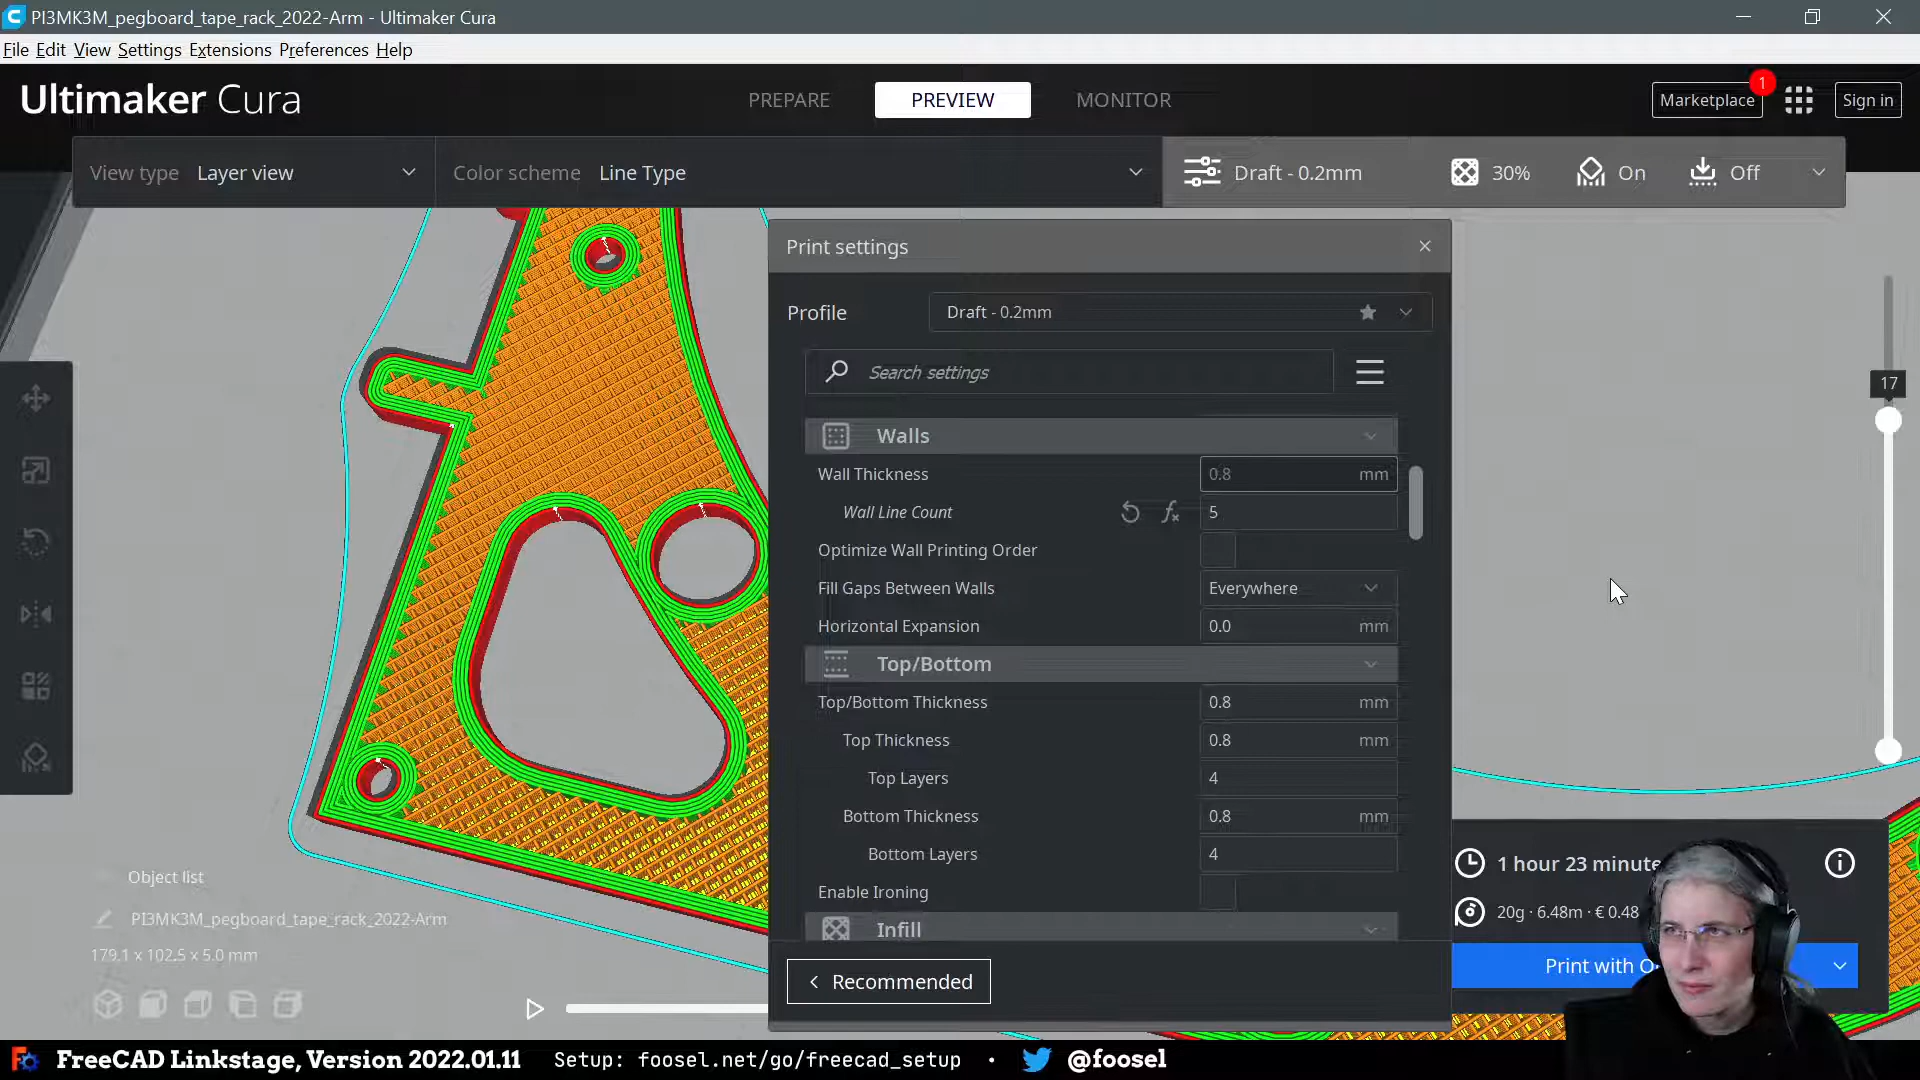 PI3MK3M_pegboard_tape_rack_2022-Arm - Ultimaker Cura
File Edit View Settings Extensions Preferences Help
Ultimaker Cura
PREPARE
PREVIEW
MONITOR
Marketplace
1
Sign in
View type Layer view
Color scheme Line Type
Draft - 0.2mm
30%
On
Off
Print settings
Profile
Draft - 0.2mm
Search settings
Walls
Wall Thickness 0.8 mm
Wall Line Count 5
Optimize Wall Printing Order
Fill Gaps Between Walls Everywhere
Horizontal Expansion 0.0 mm
Top/Bottom
Top/Bottom Thickness 0.8 mm
Top Thickness 0.8 mm
Top Layers 4
Bottom Thickness 0.8 mm
Bottom Layers 4
Enable Ironing
Infill
Recommended
17
Object list
PI3MK3M_pegboard_tape_rack_2022-Arm
179.1 x 102.5 x 5.0 mm
1 hour 23 minute
20g · 6.48m · € 0.48
Print with O
FreeCAD Linkstage, Version 2022.01.11
Setup: foosel.net/go/freecad_setup
•
@foosel